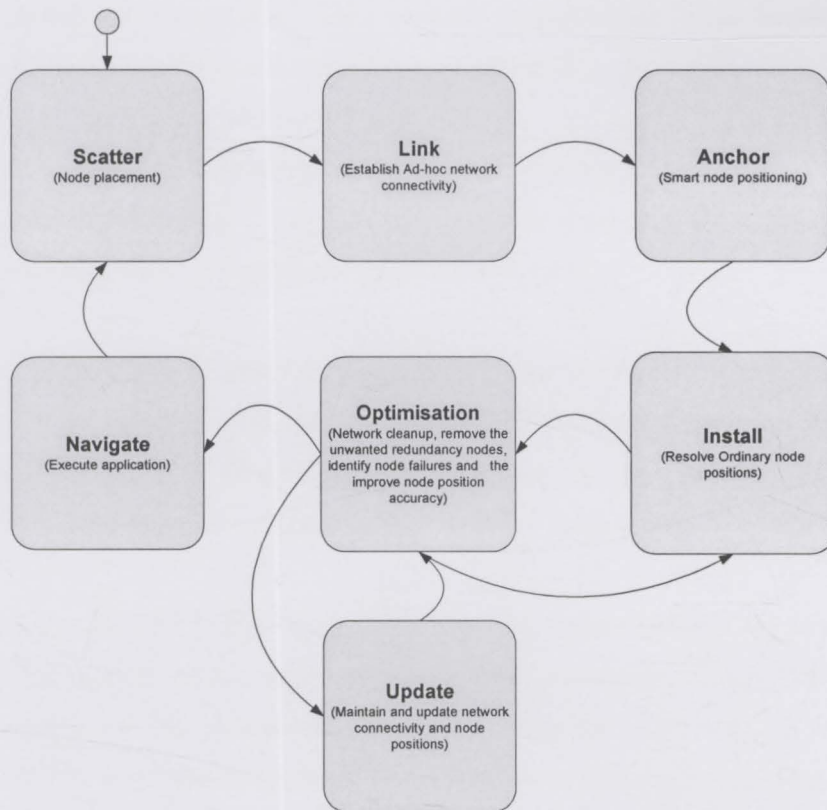 Scatter
(Node placement)
Link
(Establish Ad-hoc network
connectivity)
Anchor
(Smart node positioning)
Navigate
(Execute application)
Optimisation
(Network cleanup, remove the
unwanted redundancy nodes,
identify node failures and the
improve node position
accuracy)
Install
(Resolve Ordinary node
positions)
Update
(Maintain and update network
connectivity and node
positions)